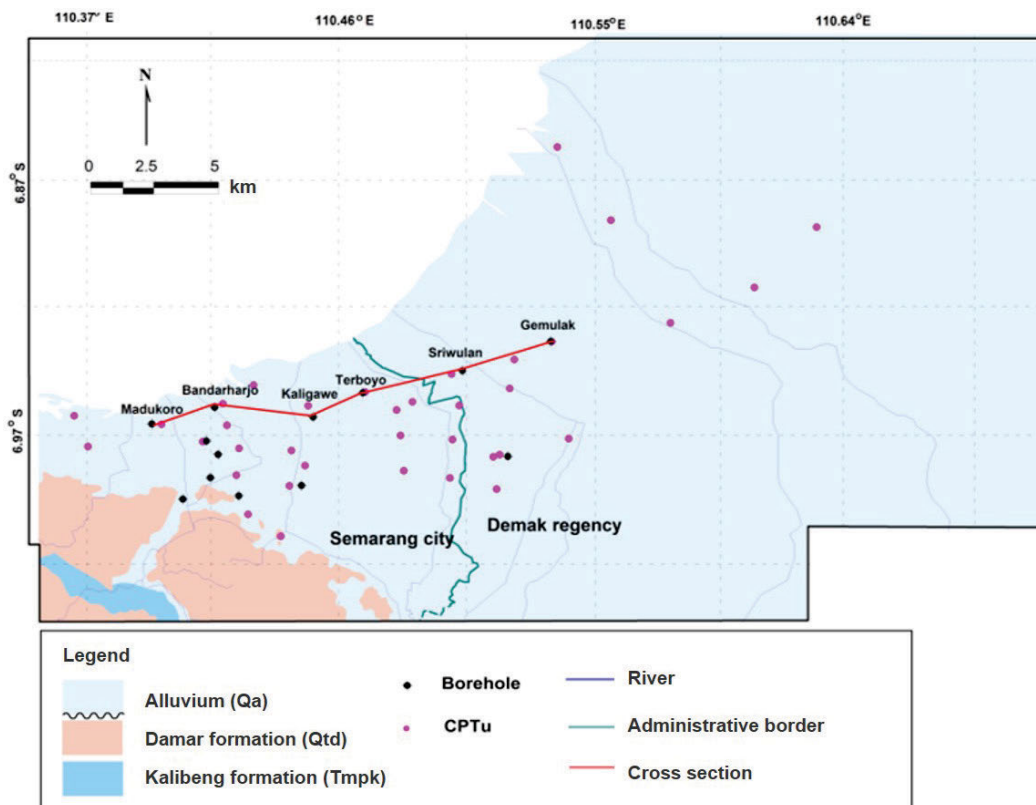 110.37° E
110.46°E
110.55°E
110.64°E
N
0 2.5 5
km
6.87° S
6.97° S
Gemulak
Sriwulan
Terboyo
Kaligawe
Bandarharjo
Madukoro
Semarang city
Demak regency
Legend
Alluvium (Qa)
Damar formation (Qtd)
Kalibeng formation (Tmpk)
Borehole
CPTu
River
Administrative border
Cross section